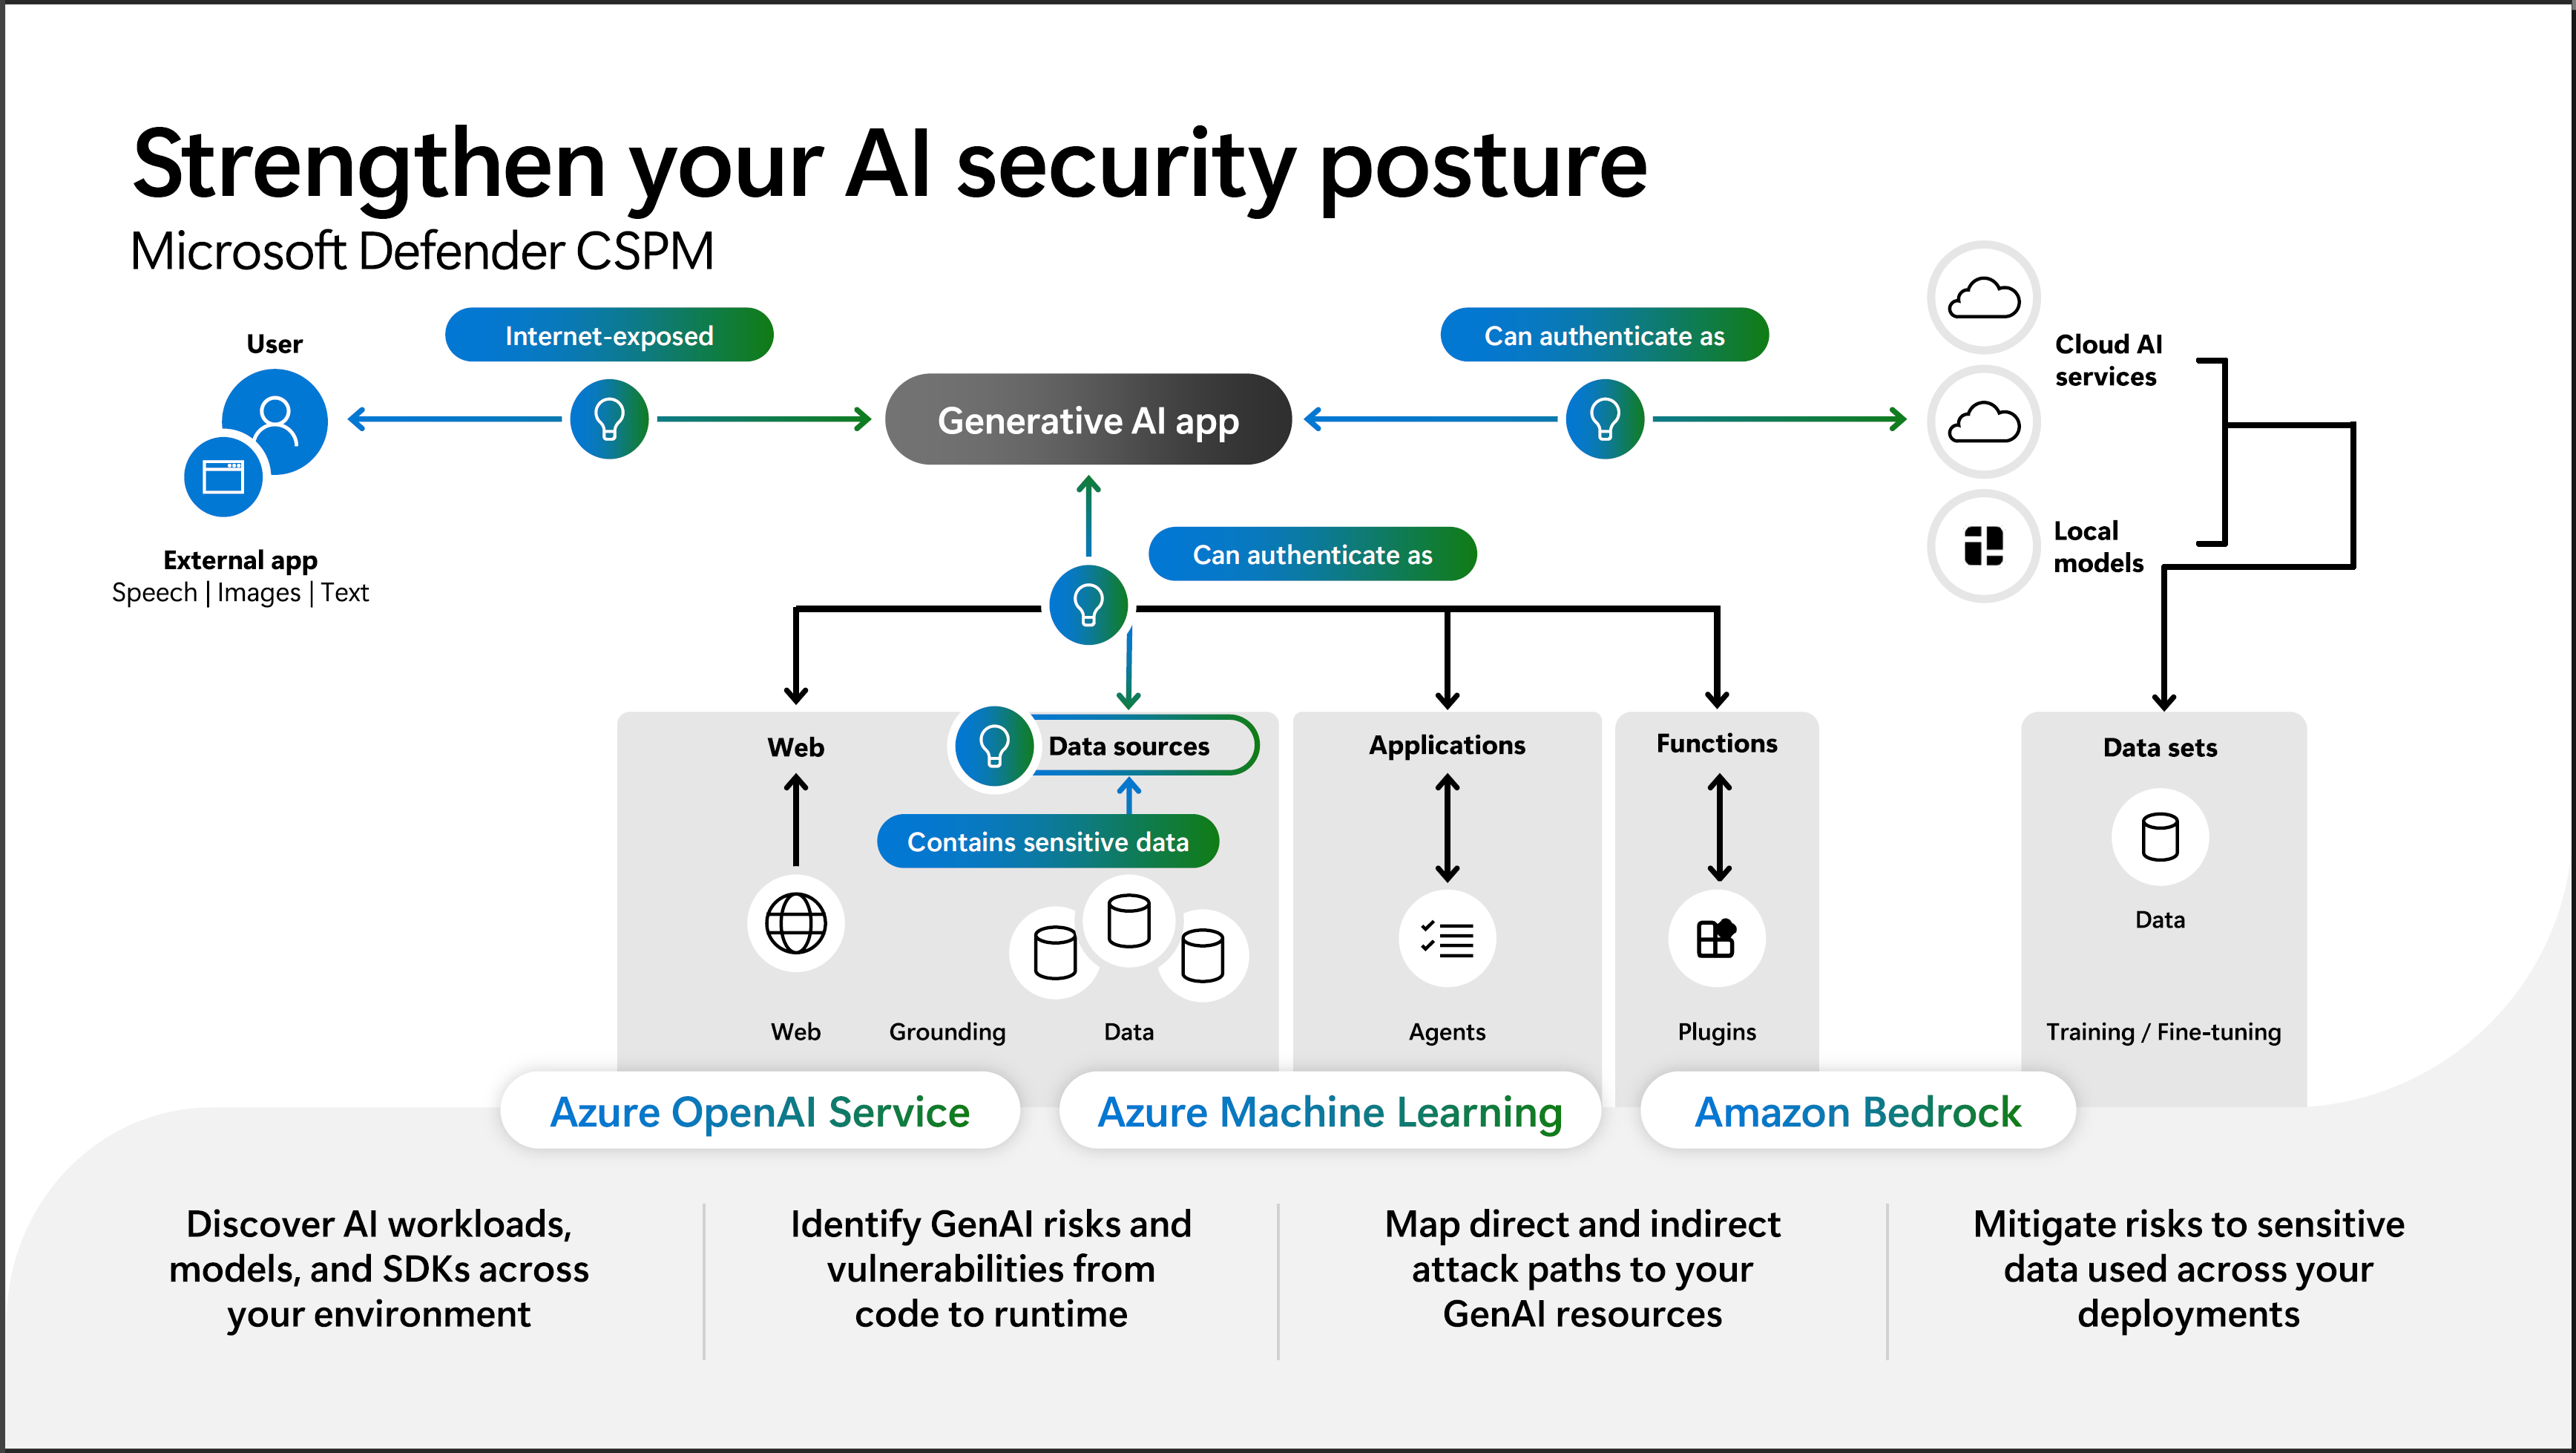 Strengthen your AI security posture
Microsoft Defender CSPM
User
Internet-exposed
Generative AI app
Can authenticate as
Cloud AI
services
Local
models
External app
Speech | Images | Text
Can authenticate as
Web
Data sources
Applications
Functions
Data sets
Contains sensitive data
Data
Web
Grounding
Data
Agents
Plugins
Training / Fine-tuning
Azure OpenAI Service
Azure Machine Learning
Amazon Bedrock
Discover AI workloads,
models, and SDKs across
your environment
Identify GenAI risks and
vulnerabilities from
code to runtime
Map direct and indirect
attack paths to your
GenAI resources
Mitigate risks to sensitive
data used across your
deployments